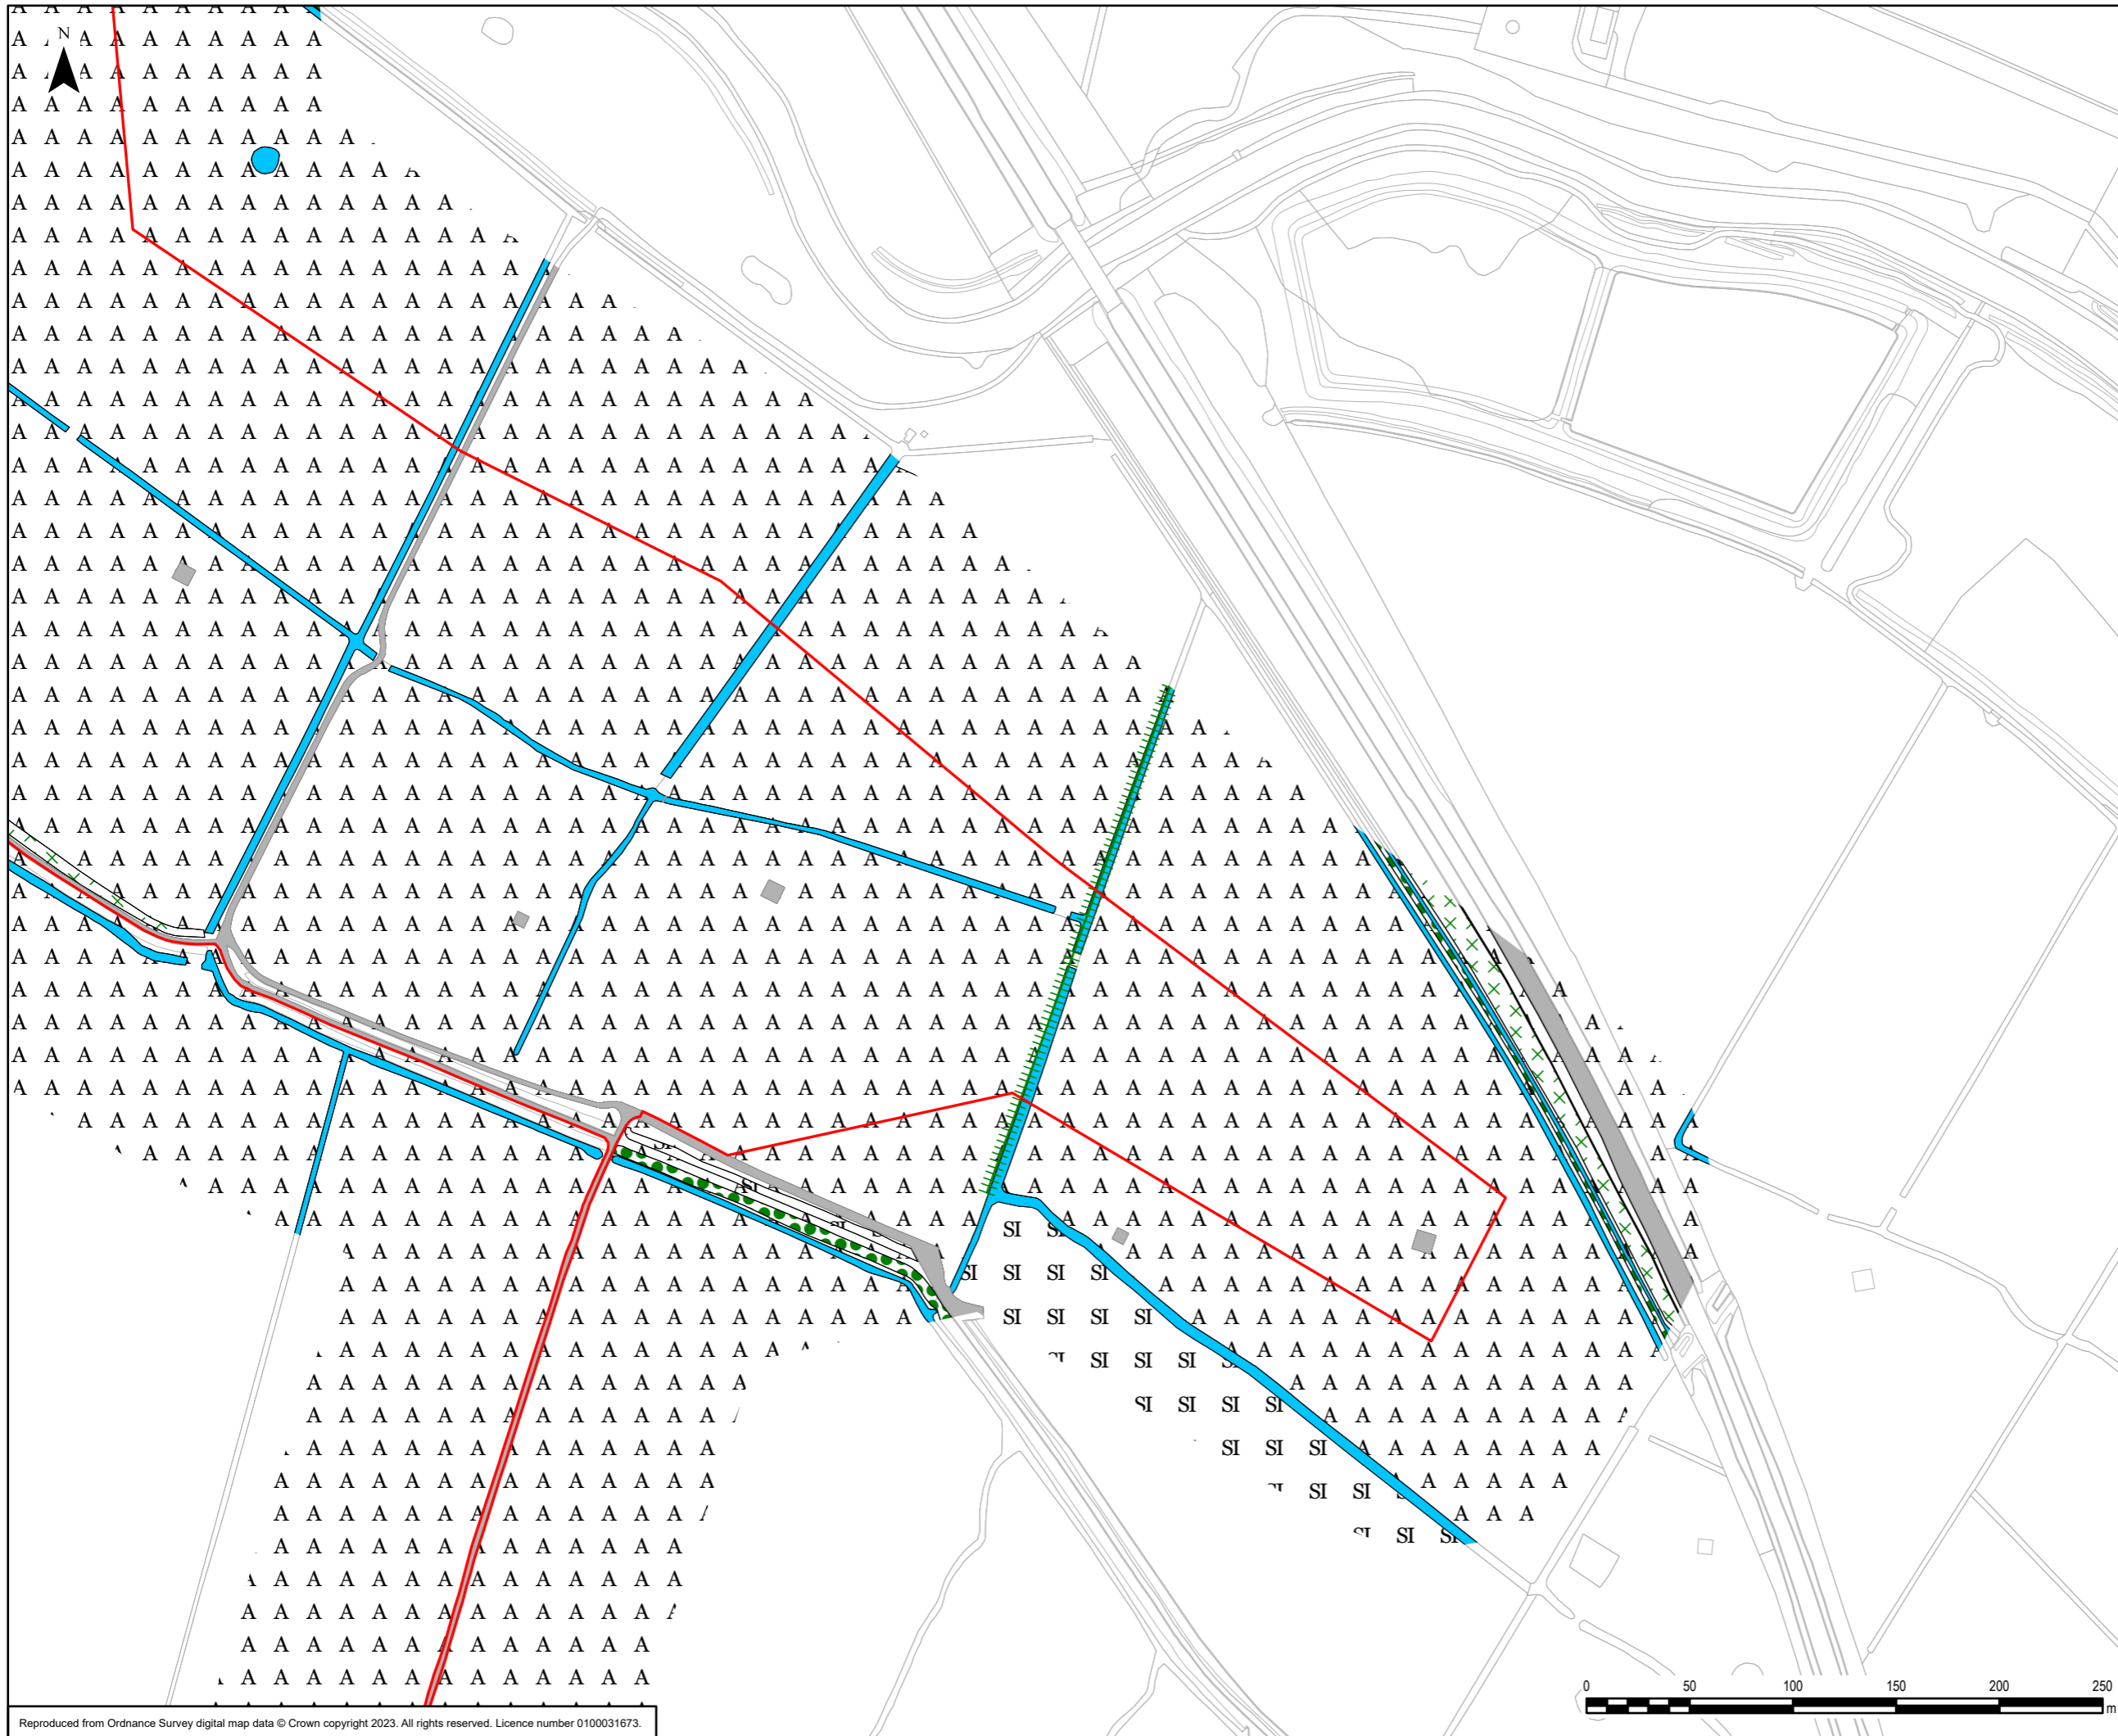 N
A
SI
0 50 100 150 200 250
m
Reproduced from Ordnance Survey digital map data © Crown copyright 2023. All rights reserved. Licence number 0100031673.